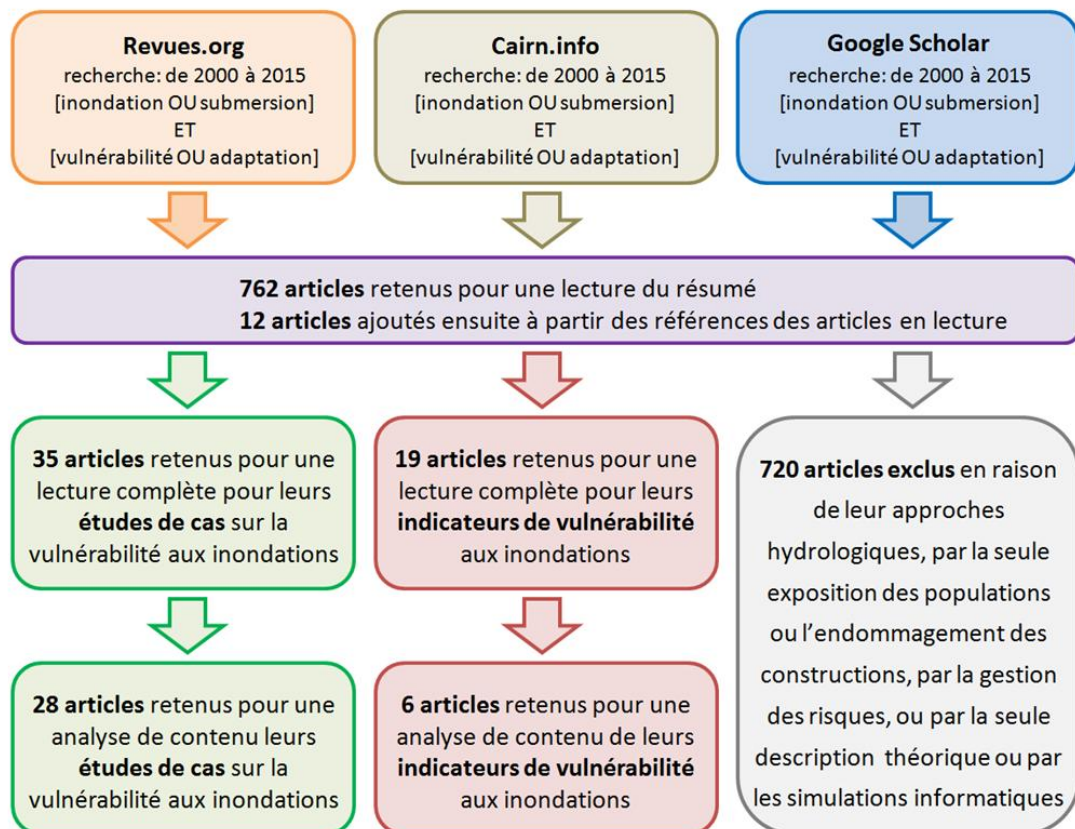 Revues.org
recherche: de 2000 à 2015
[inondation OU submersion]
ET
[vulnérabilité OU adaptation]
Cairn.info
recherche: de 2000 à 2015
[inondation OU submersion]
ET
[vulnérabilité OU adaptation]
Google Scholar
recherche: de 2000 à 2015
[inondation OU submersion]
ET
[vulnérabilité OU adaptation]
762 articles retenus pour une lecture du résumé
12 articles ajoutés ensuite à partir des références des articles en lecture
35 articles retenus pour une
lecture complète pour leurs
études de cas sur la
vulnérabilité aux inondations
19 articles retenus pour une
lecture complète pour leurs
indicateurs de vulnérabilité
aux inondations
720 articles exclus en raison
de leur approches
hydrologiques, par la seule
exposition des populations
ou l'endommagement des
constructions, par la gestion
des risques, ou par la seule
description théorique ou par
les simulations informatiques
28 articles retenus pour une
analyse de contenu leurs
études de cas sur la
vulnérabilité aux inondations
6 articles retenus pour une
analyse de contenu de leurs
indicateurs de vulnérabilité
aux inondations